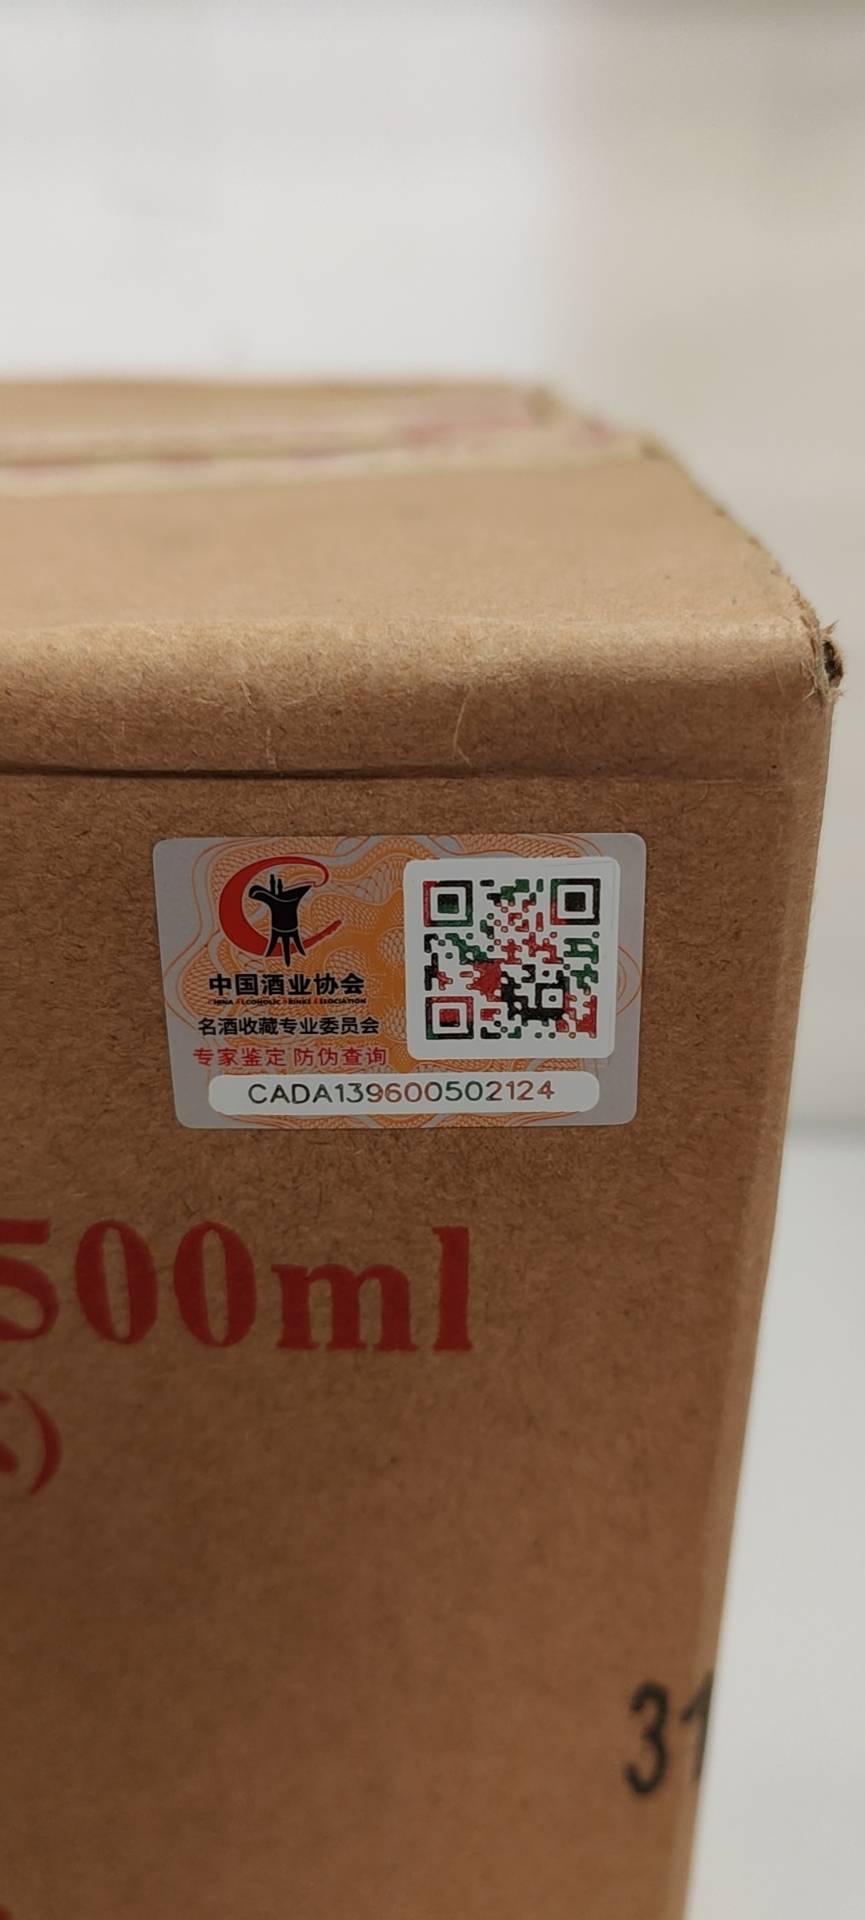 中国酒业协会
CHINA ALCOHOLIC DRINKS ASSOCIATION
名酒收藏专业委员会
专家鉴定 防伪查询
CADA139600502124
500ml
31